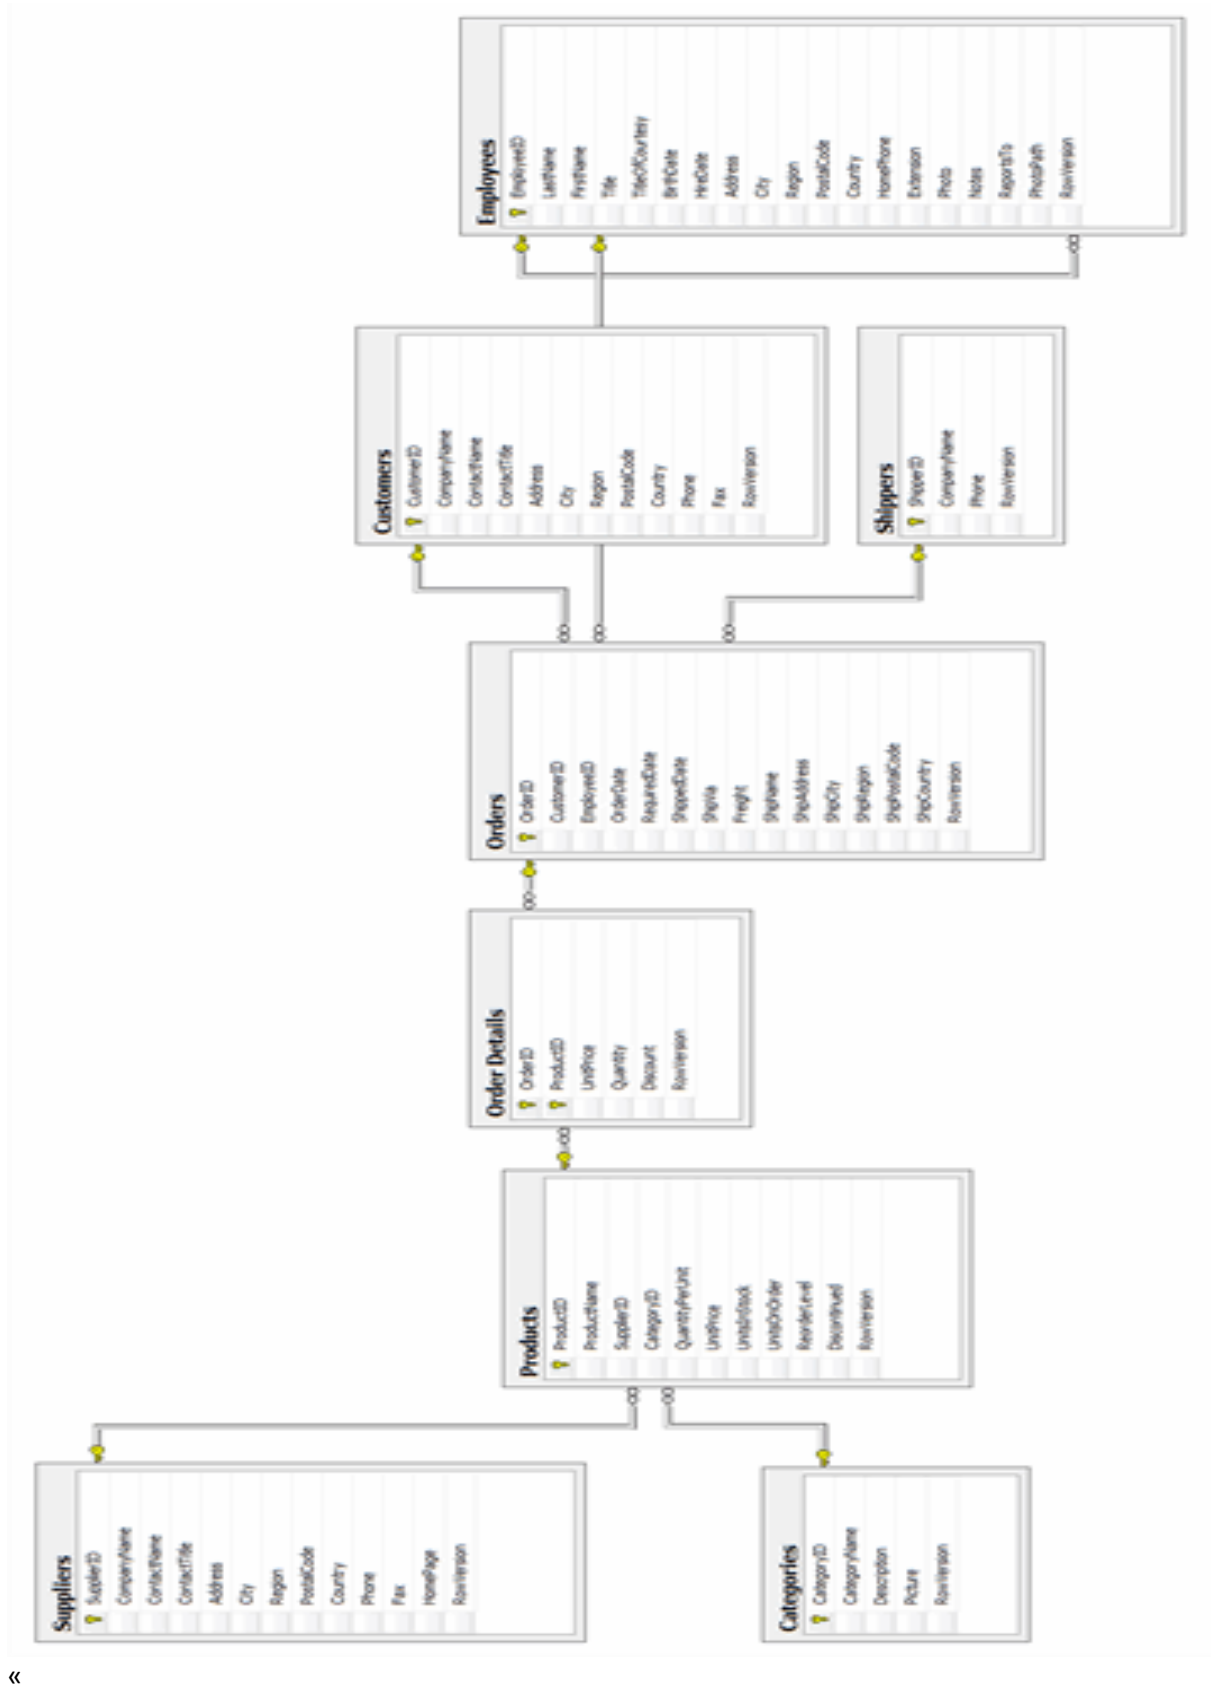 Suppliers
SupplierID
CompanyName
ContactName
ContactTitle
Address
City
Region
PostalCode
Country
Phone
Fax
HomePage
RowVersion
Categories
CategoryID
CategoryName
Description
Picture
RowVersion
Products
ProductID
ProductName
SupplierID
CategoryID
QuantityPerUnit
UnitPrice
UnitsInStock
UnitsOnOrder
ReorderLevel
Discontinued
RowVersion
Order Details
OrderID
ProductID
UnitPrice
Quantity
Discount
RowVersion
Orders
OrderID
CustomerID
EmployeeID
OrderDate
RequiredDate
ShippedDate
ShipVia
Freight
ShipName
ShipAddress
ShipCity
ShipRegion
ShipPostalCode
ShipCountry
RowVersion
Customers
CustomerID
CompanyName
ContactName
ContactTitle
Address
City
Region
PostalCode
Country
Phone
Fax
RowVersion
Shippers
ShipperID
CompanyName
Phone
RowVersion
Employees
EmployeeID
LastName
FirstName
Title
TitleOfCourtesy
BirthDate
HireDate
Address
City
Region
PostalCode
Country
HomePhone
Extension
Photo
Notes
ReportsTo
PhotoPath
RowVersion
«